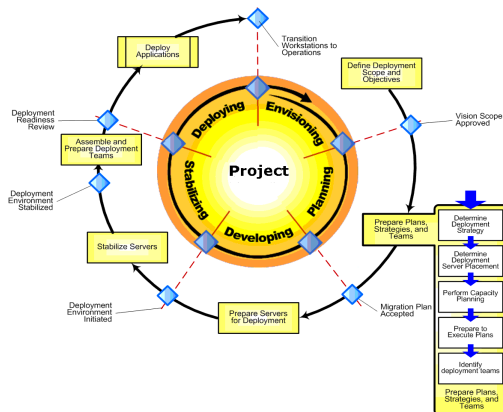 Deploy
Applications
Transition
Workstations to
Operations
Define Deployment
Scope and
Objectives
Deployment
Readiness
Review
Vision Scope
Approved
Assemble and
Prepare Deployment
Teams
Deploying
Envisioning
Stabilizing
Project
Planning
Developing
Deployment
Environment
Stabilized
Stabilize Servers
Prepare Plans,
Strategies, and
Teams
Determine
Deployment
Strategy
Determine
Deployment
Server Placement
Perform Capacity
Planning
Prepare to
Execute Plans
Identify
deployment teams
Prepare Plans,
Strategies, and
Teams
Deployment
Environment
Initiated
Prepare Servers
for Deployment
Migration Plan
Accepted